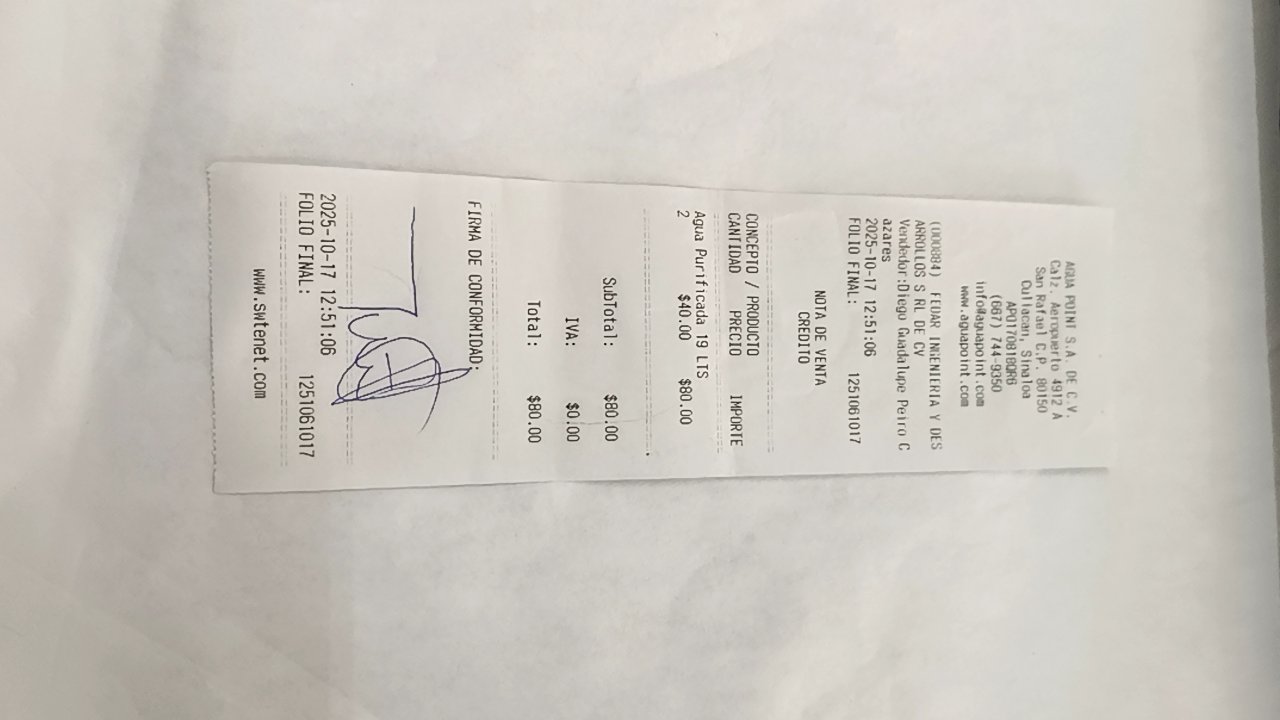 AGUA POINT S.A. DE C.V.
Calz. Aeropuerto 4912 A
San Rafael C.P. 80150
Culiacan, Sinaloa
APO170818QR6
(667) 744-9350
info@aguapoint.com
www.aguapoint.com
(000884) FEDAR INGENIERIA Y DES
ARROLLOS S RL DE CV
Vendedor:Diego Guadalupe Peiro C
azares
2025-10-17 12:51:06
FOLIO FINAL: 1251061017
NOTA DE VENTA
CREDITO
CONCEPTO / PRODUCTO
CANTIDAD PRECIO IMPORTE
Agua Purificada 19 LTS
2 $40.00 $80.00
SubTotal: $80.00
IVA: $0.00
Total: $80.00
FIRMA DE CONFORMIDAD:
2025-10-17 12:51:06
FOLIO FINAL: 1251061017
www.swtenet.com